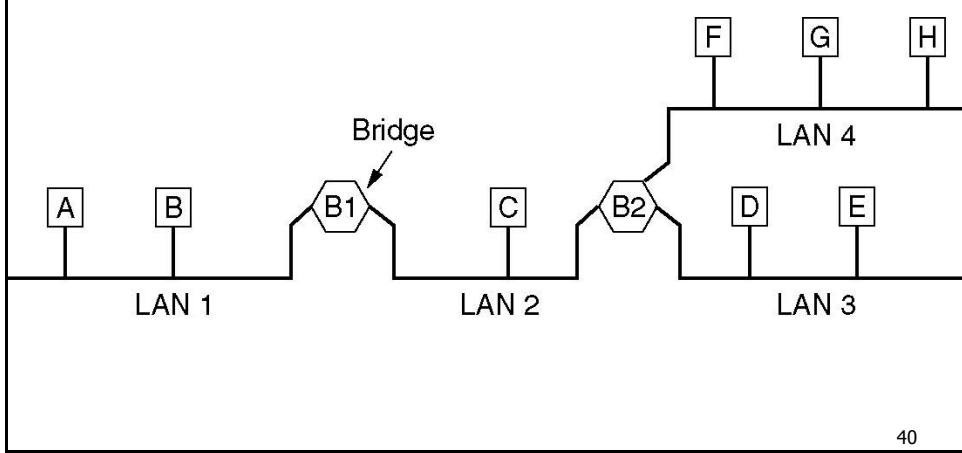 F G H
LAN 4
Bridge
A B B1 C B2 D E
LAN 1 LAN 2 LAN 3
40